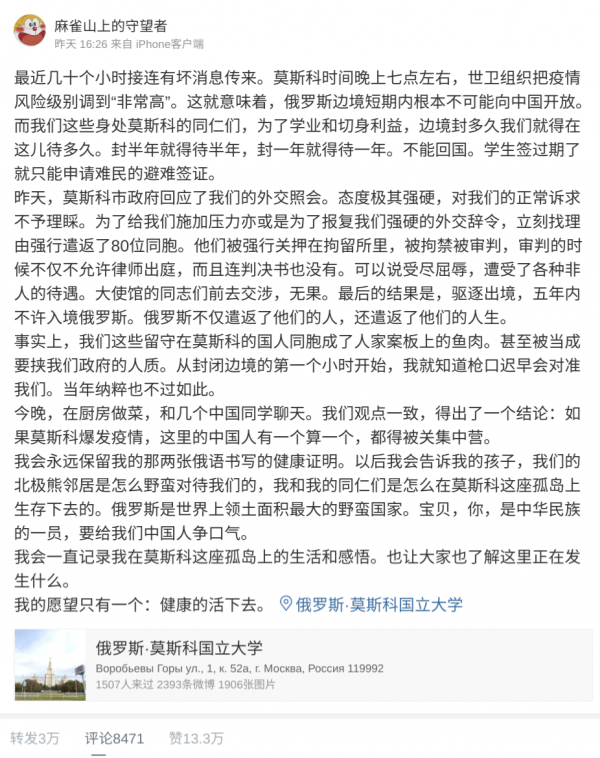 麻雀山上的守望者
昨天 16:26 来自 iPhone客户端
最近几十个小时接连有坏消息传来。莫斯科时间晚上七点左右，世卫组织把疫情
风险级别调到“非常高”。这就意味着，俄罗斯边境短期内根本不可能向中国开放。
而我们这些身处莫斯科的同仁们，为了学业和切身利益，边境封多久我们就得在
这儿待多久。封半年就得待半年，封一年就得待一年。不能回国。学生签过期了
就只能申请难民的避难签证。
昨天，莫斯科市政府回应了我们的外交照会。态度极其强硬，对我们的正常诉求
不予理睬。为了给我们施加压力亦或是为了报复我们强硬的外交辞令，立刻找理
由强行遣返了80位同胞。他们被强行关押在拘留所里，被拘禁被审判，审判的时
候不仅不允许律师出庭，而且连判决书也没有。可以说受尽屈辱，遭受了各种非
人的待遇。大使馆的同志们前去交涉，无果。最后的结果是，驱逐出境，五年内
不许入境俄罗斯。俄罗斯不仅遣返了他们的人，还遣返了他们的人生。
事实上，我们这些留守在莫斯科的国人同胞成了人家案板上的鱼肉。甚至被当成
要挟我们政府的人质。从封闭边境的第一个小时开始，我就知道枪口迟早会对准
我们。当年纳粹也不过如此。
今晚，在厨房做菜，和几个中国同学聊天。我们观点一致，得出了一个结论：如
果莫斯科爆发疫情，这里的中国人有一个算一个，都得被关集中营。
我会永远保留我的那两张俄语书写的健康证明。以后我会告诉我的孩子，我们的
北极熊邻居是怎么野蛮对待我们的，我和我的同仁们是怎么在莫斯科这座孤岛上
生存下去的。俄罗斯是世界上领土面积最大的野蛮国家。宝贝，你，是中华民族
的一员，要给我们中国人争口气。
我会一直记录我在莫斯科这座孤岛上的生活和感悟。也让大家也了解这里正在发
生什么。
我的愿望只有一个：健康的活下去。 俄罗斯·莫斯科国立大学
俄罗斯·莫斯科国立大学
Воробьевы Горы ул., 1, к. 52а, г. Москва, Россия 119992
1507人来过 2393条微博 1906张图片
转发3万 评论8471 赞13.3万